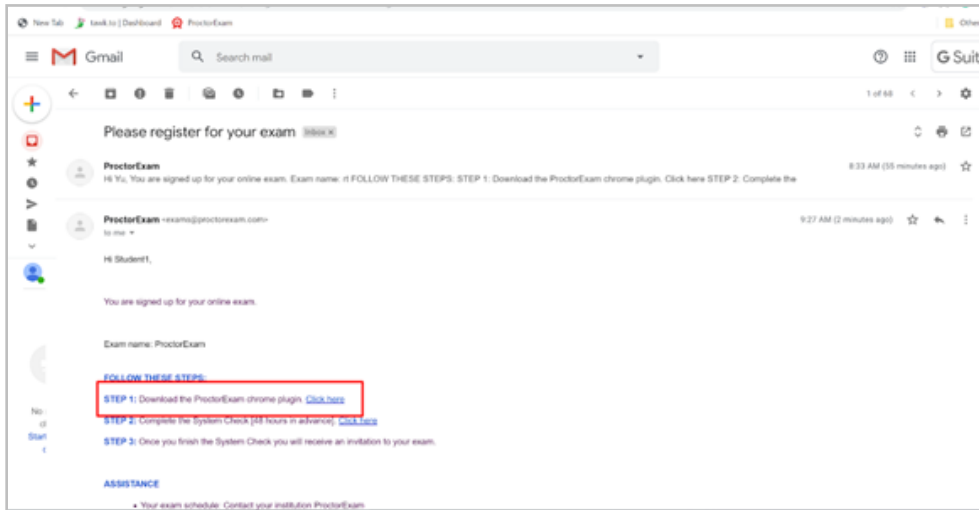 New Tab tawk.to | Dashboard ProctorExam Other
Gmail Search mail G Suit
1 of 68
Please register for your exam Inbox x
ProctorExam 8:33 AM (55 minutes ago)
Hi Yu, You are signed up for your online exam. Exam name: rt FOLLOW THESE STEPS: STEP 1: Download the ProctorExam chrome plugin. Click here STEP 2: Complete the
ProctorExam <exams@proctorexam.com> 9:27 AM (2 minutes ago)
to me
Hi Student1,
You are signed up for your online exam.
Exam name: ProctorExam
FOLLOW THESE STEPS:
STEP 1: Download the ProctorExam chrome plugin. Click here
STEP 2: Complete the System Check [48 hours in advance]. Click here
STEP 3: Once you finish the System Check you will receive an invitation to your exam.
No
Start
ASSISTANCE
• Your exam schedule: Contact your institution ProctorExam